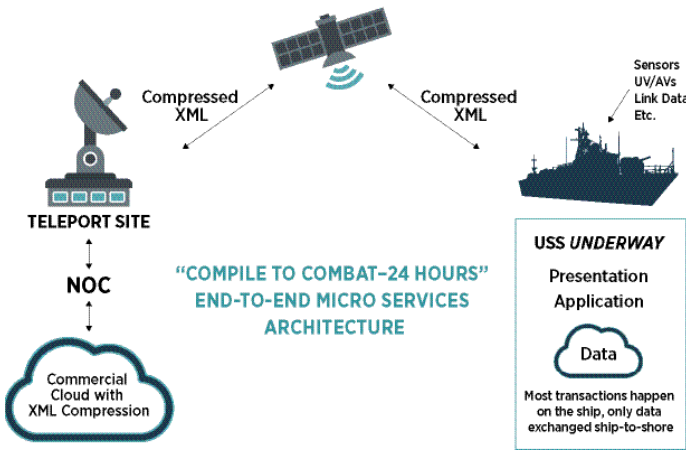 Compressed
XML
Compressed
XML
Sensors
UV/AVs
Link Data
Etc.
TELEPORT SITE
NOC
Commercial
Cloud with
XML Compression
“COMPILE TO COMBAT–24 HOURS”
END-TO-END MICRO SERVICES
ARCHITECTURE
USS UNDERWAY
Presentation
Application
Data
Most transactions happen
on the ship, only data
exchanged ship-to-shore